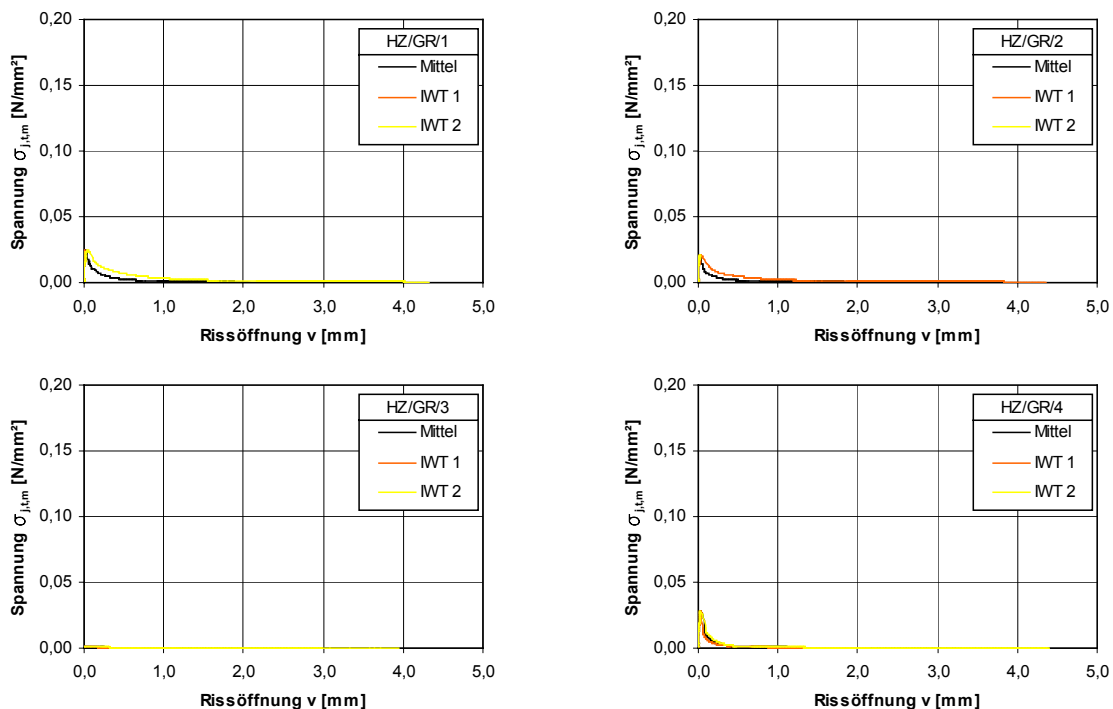 HZ/GR/1
Mittel
IWT 1
IWT 2
Spannung σj,t,m [N/mm²]
0,20
0,15
0,10
0,05
0,00
0,0 1,0 2,0 3,0 4,0 5,0
Rissöffnung v [mm]
HZ/GR/2
Mittel
IWT 1
IWT 2
Spannung σj,t,m [N/mm²]
0,20
0,15
0,10
0,05
0,00
0,0 1,0 2,0 3,0 4,0 5,0
Rissöffnung v [mm]
HZ/GR/3
Mittel
IWT 1
IWT 2
Spannung σj,t,m [N/mm²]
0,20
0,15
0,10
0,05
0,00
0,0 1,0 2,0 3,0 4,0 5,0
Rissöffnung v [mm]
HZ/GR/4
Mittel
IWT 1
IWT 2
Spannung σj,t,m [N/mm²]
0,20
0,15
0,10
0,05
0,00
0,0 1,0 2,0 3,0 4,0 5,0
Rissöffnung v [mm]